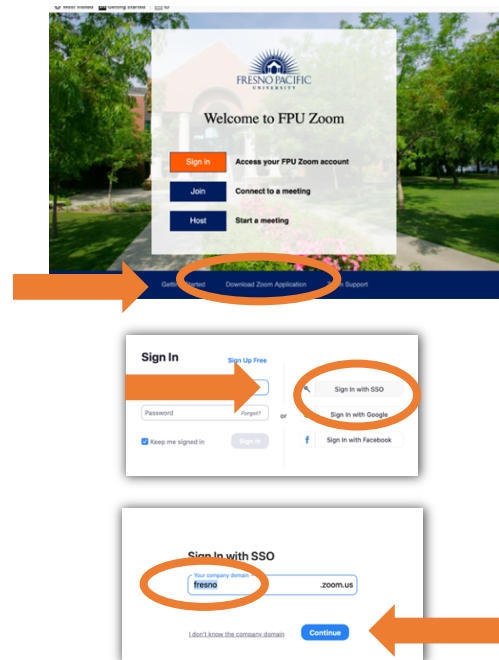 Most Visited Getting Started
FRESNO PACIFIC
UNIVERSITY
Welcome to FPU Zoom
Sign in Access your FPU Zoom account
Join Connect to a meeting
Host Start a meeting
Download Zoom Application Support
Sign In
Sign Up Free
Sign In with SSO
Password Forgot? or Sign In with Google
Keep me signed in Sign In f Sign In with Facebook
Sign In with SSO
Your company domain
fresno .zoom.us
I don't know the company domain Continue